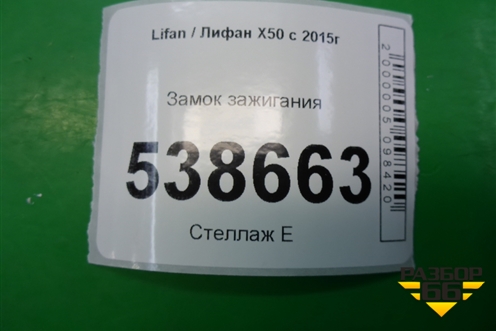 Lifan / Лифан X50 с 2015г
Замок зажигания
538663
Стеллаж Е
2000005098420
РАЗБОР
66